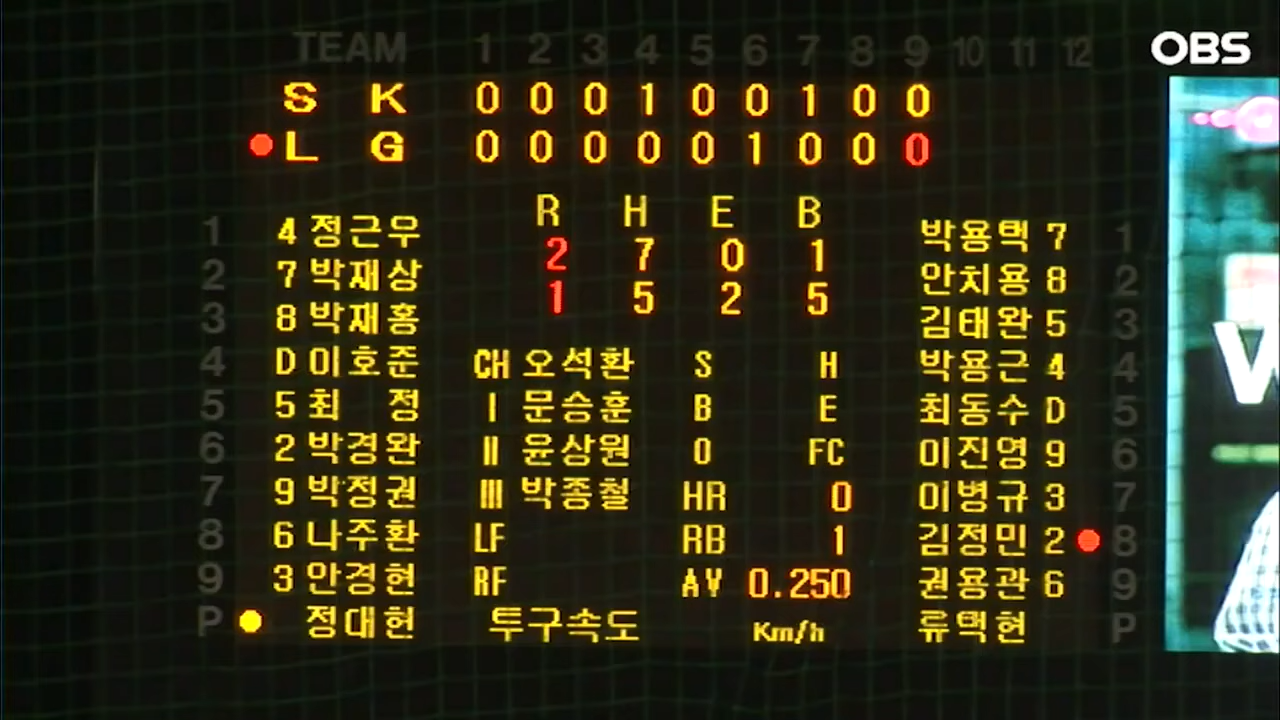 OBS
TEAM 1 2 3 4 5 6 7 8 9 10 11 12
S K 0 0 0 1 0 0 1 0 0
L G 0 0 0 0 0 1 0 0 0
R H E B
2 7 0 1
1 5 2 5
1 4 정근우 박용택 7 1
2 7 박재상 안치용 8 2
3 8 박재홍 김태완 5 3
4 D 이호준 CH 오석환 S H 박용근 4 4
5 5 최 정 I 문승훈 B E 최동수 D 5
6 2 박경완 II 윤상원 O FC 이진영 9 6
7 9 박정권 III 박종철 HR 0 이병규 3 7
8 6 나주환 LF RB 1 김정민 2 8
9 3 안경현 RF AV 0.250 권용관 6 9
P 정대현 투구속도 Km/h 류택현 P